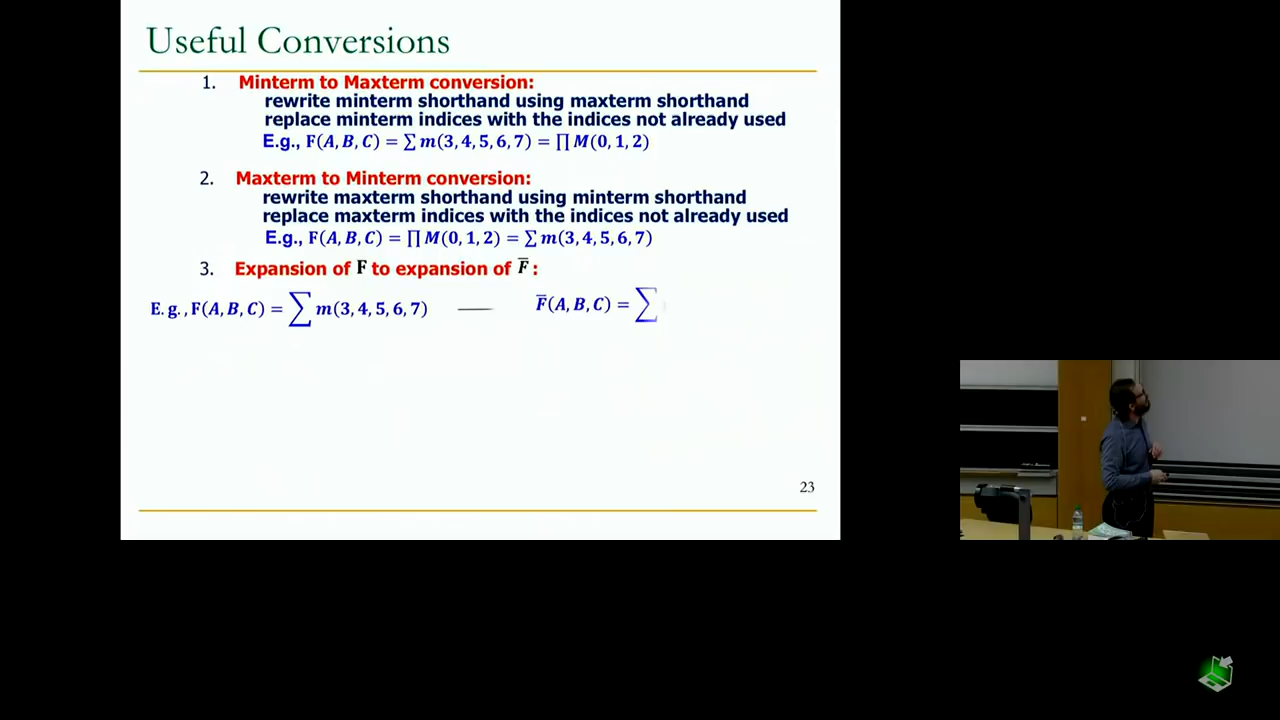 Useful Conversions
1. Minterm to Maxterm conversion:
rewrite minterm shorthand using maxterm shorthand
replace minterm indices with the indices not already used
E.g., F(A, B, C) = ∑ m(3, 4, 5, 6, 7) = ∏ M(0, 1, 2)
2. Maxterm to Minterm conversion:
rewrite maxterm shorthand using minterm shorthand
replace maxterm indices with the indices not already used
E.g., F(A, B, C) = ∏ M(0, 1, 2) = ∑ m(3, 4, 5, 6, 7)
3. Expansion of F to expansion of F̅ :
E. g. , F(A, B, C) = ∑ m(3, 4, 5, 6, 7) F̅(A, B, C) = ∑
23